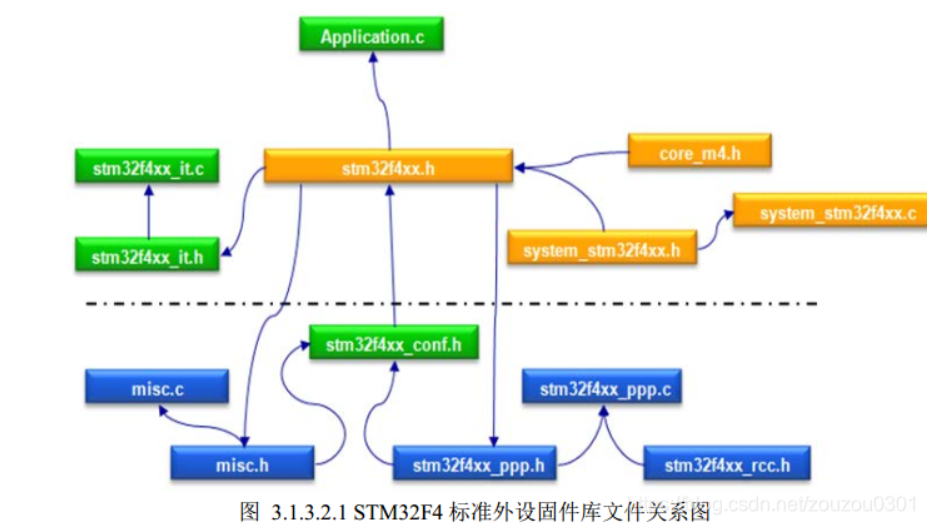 Application.c
stm32f4xx_it.c
stm32f4xx.h
core_m4.h
system_stm32f4xx.c
stm32f4xx_it.h
system_stm32f4xx.h
stm32f4xx_conf.h
misc.c
stm32f4xx_ppp.c
misc.h
stm32f4xx_ppp.h
stm32f4xx_rcc.h
图 3.1.3.2.1 STM32F4 标准外设固件库文件关系图
https://blog.csdn.net/zouzou0301